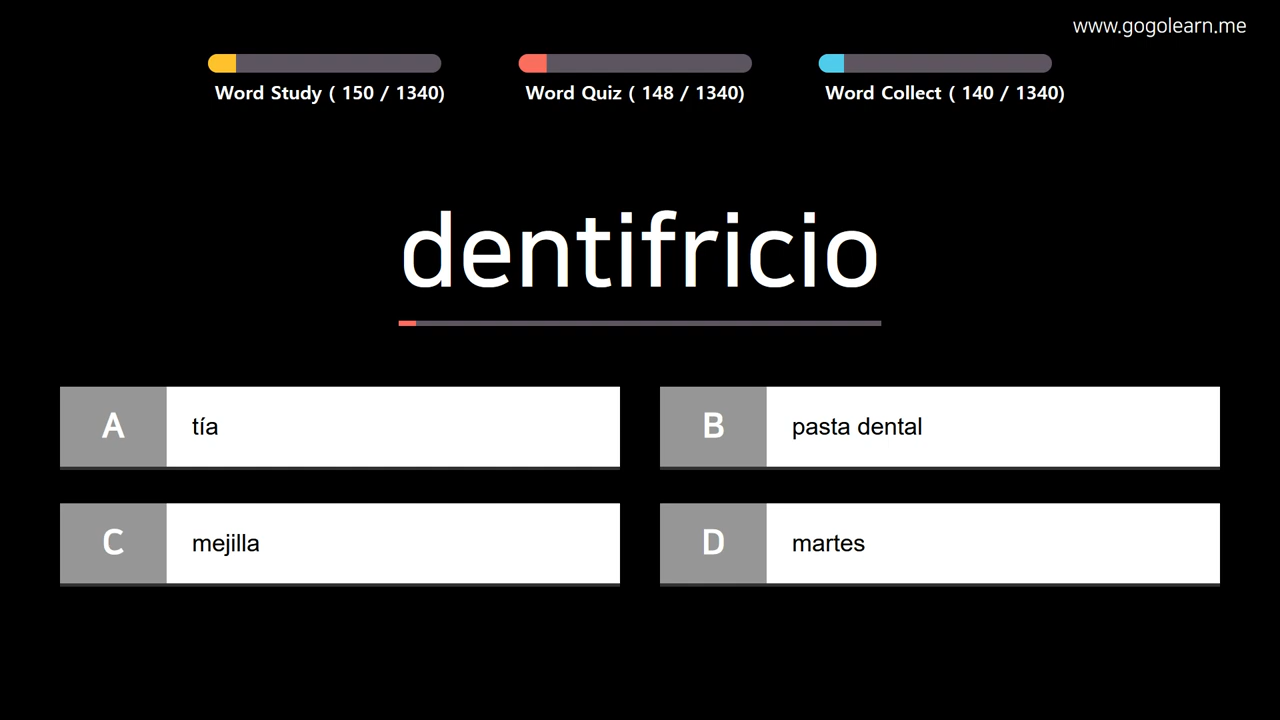 www.gogolearn.me
Word Study ( 150 / 1340)
Word Quiz ( 148 / 1340)
Word Collect ( 140 / 1340)
dentifricio
A tía
B pasta dental
C mejilla
D martes